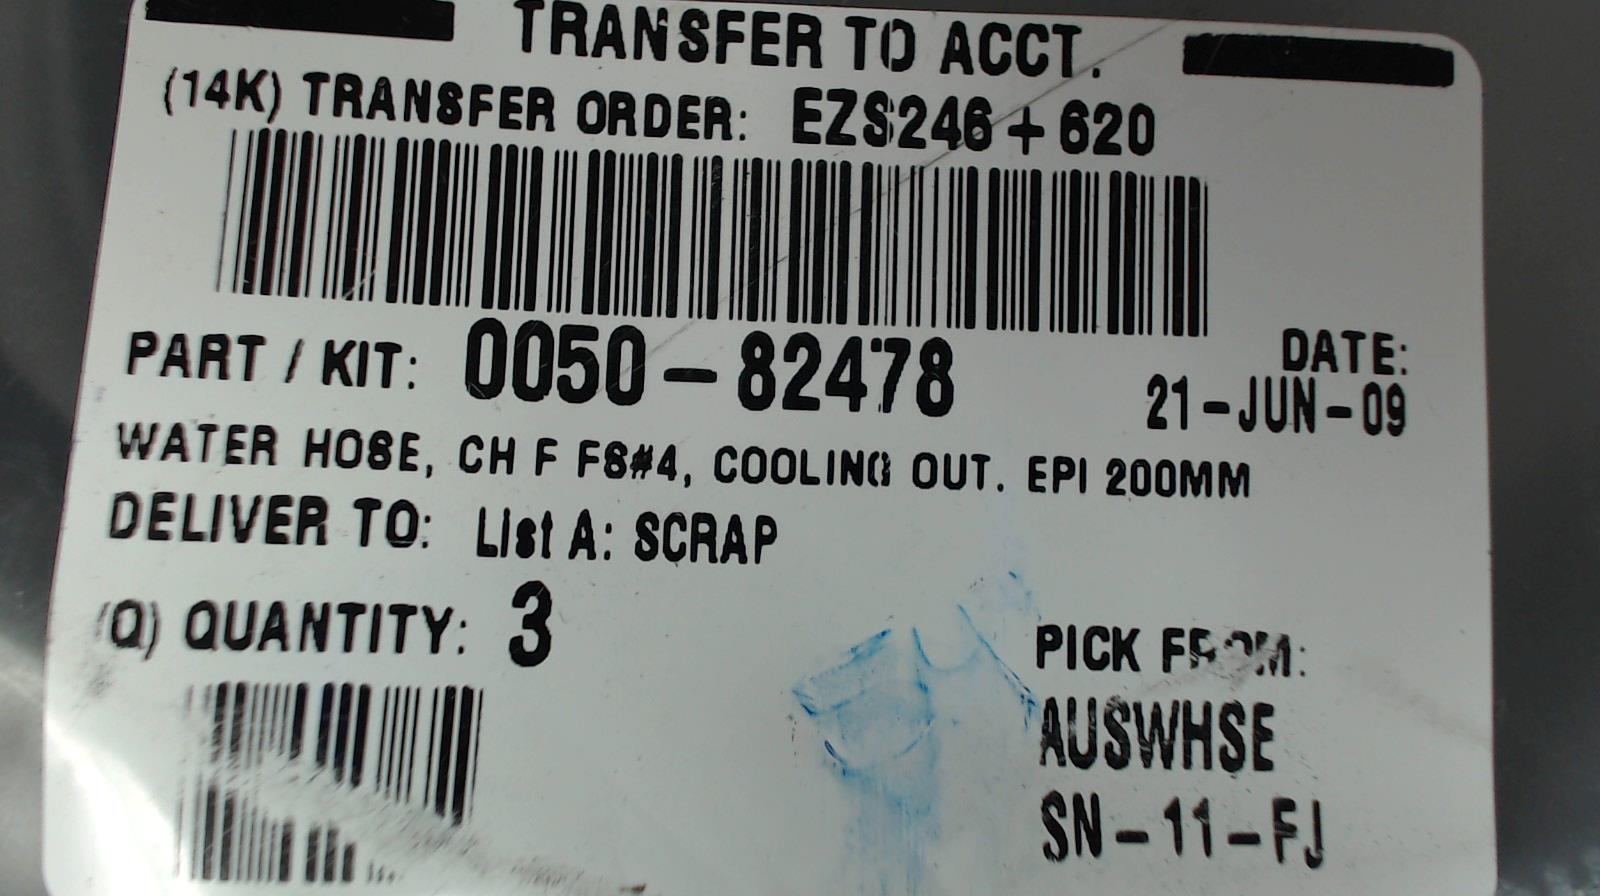 TRANSFER TO ACCT.
(14K) TRANSFER ORDER: EZS246+620
PART / KIT: 0050-82478
DATE:
21-JUN-09
WATER HOSE, CH F FS#4, COOLING OUT. EPI 200MM
DELIVER TO: List A: SCRAP
(Q) QUANTITY: 3
PICK FROM:
AUSWHSE
SN-11-FJ